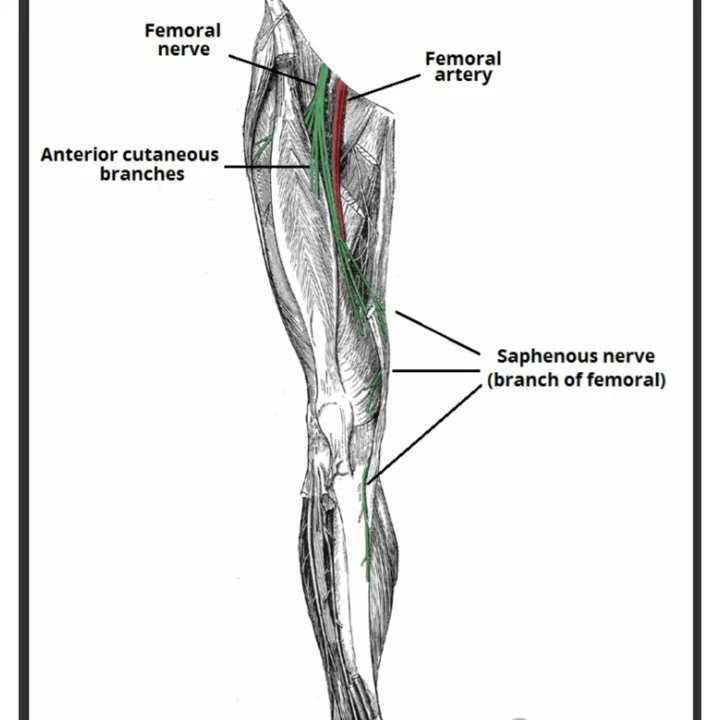 Femoral
nerve
Femoral
artery
Anterior cutaneous
branches
Saphenous nerve
(branch of femoral)